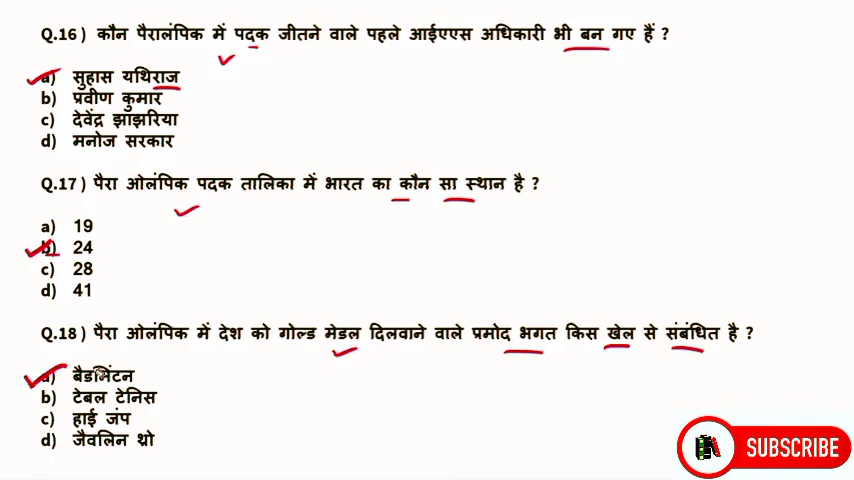 Q.16 ) कौन पैरालंपिक में पदक जीतने वाले पहले आईएएस अधिकारी भी बन गए हैं ?
a) सुहास यथिराज
b) प्रवीण कुमार
c) देवेंद्र झाझरिया
d) मनोज सरकार
Q.17 ) पैरा ओलंपिक पदक तालिका में भारत का कौन सा स्थान है ?
a) 19
b) 24
c) 28
d) 41
Q.18 ) पैरा ओलंपिक में देश को गोल्ड मेडल दिलवाने वाले प्रमोद भगत किस खेल से संबंधित है ?
a) बैडमिंटन
b) टेबल टेनिस
c) हाई जंप
d) जैवलिन थ्रो
SUBSCRIBE